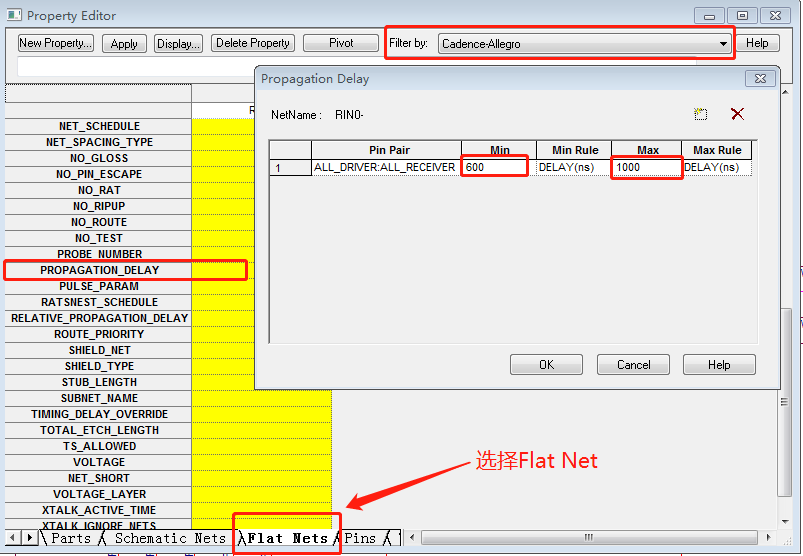 Property Editor
New Property... Apply Display... Delete Property Pivot Filter by: Cadence-Allegro Help
Propagation Delay
NetName : RIN0-
Pin Pair Min Min Rule Max Max Rule
1 ALL_DRIVER:ALL_RECEIVER 600 DELAY(ns) 1000 DELAY(ns)
OK Cancel Help
R
NET_SCHEDULE
NET_SPACING_TYPE
NO_GLOSS
NO_PIN_ESCAPE
NO_RAT
NO_RIPUP
NO_ROUTE
NO_TEST
PROBE_NUMBER
PROPAGATION_DELAY
PULSE_PARAM
RATSNEST_SCHEDULE
RELATIVE_PROPAGATION_DELAY
ROUTE_PRIORITY
SHIELD_NET
SHIELD_TYPE
STUB_LENGTH
SUBNET_NAME
TIMING_DELAY_OVERRIDE
TOTAL_ETCH_LENGTH
TS_ALLOWED
VOLTAGE
NET_SHORT
VOLTAGE_LAYER
XTALK_ACTIVE_TIME
XTALK_IGNORE_NETS
选择Flat Net
Parts Schematic Nets Flat Nets Pins